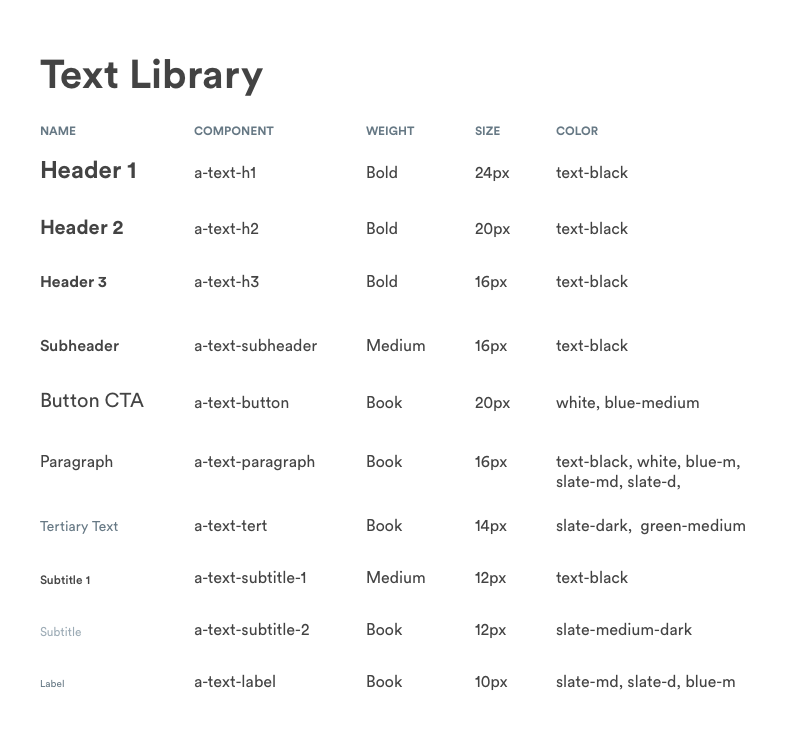 Text Library
NAME COMPONENT WEIGHT SIZE COLOR
Header 1 a-text-h1 Bold 24px text-black
Header 2 a-text-h2 Bold 20px text-black
Header 3 a-text-h3 Bold 16px text-black
Subheader a-text-subheader Medium 16px text-black
Button CTA a-text-button Book 20px white, blue-medium
Paragraph a-text-paragraph Book 16px text-black, white, blue-m,
slate-md, slate-d,
Tertiary Text a-text-tert Book 14px slate-dark,  green-medium
Subtitle 1 a-text-subtitle-1 Medium 12px text-black
Subtitle a-text-subtitle-2 Book 12px slate-medium-dark
Label a-text-label Book 10px slate-md, slate-d, blue-m